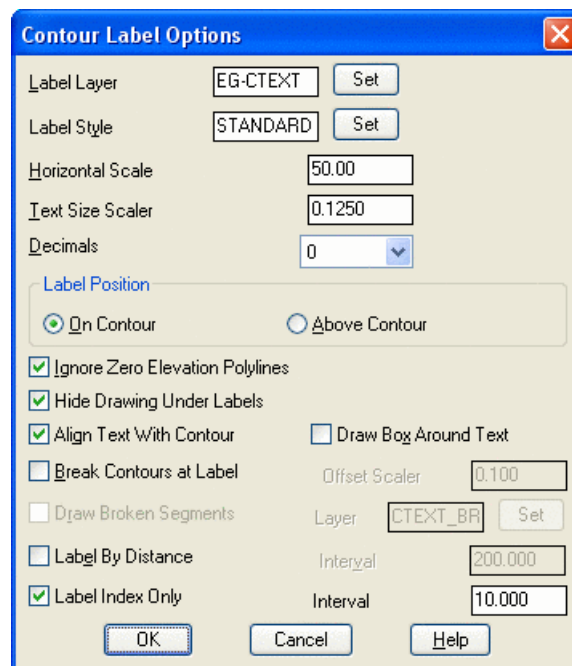 Contour Label Options
Label Layer EG-CTEXT Set
Label Style STANDARD Set
Horizontal Scale 50.00
Text Size Scaler 0.1250
Decimals 0
Label Position
On Contour Above Contour
Ignore Zero Elevation Polylines
Hide Drawing Under Labels
Align Text With Contour Draw Box Around Text
Break Contours at Label Offset Scaler 0.100
Draw Broken Segments Layer CTEXT_BR Set
Label By Distance Interval 200.000
Label Index Only Interval 10.000
OK Cancel Help